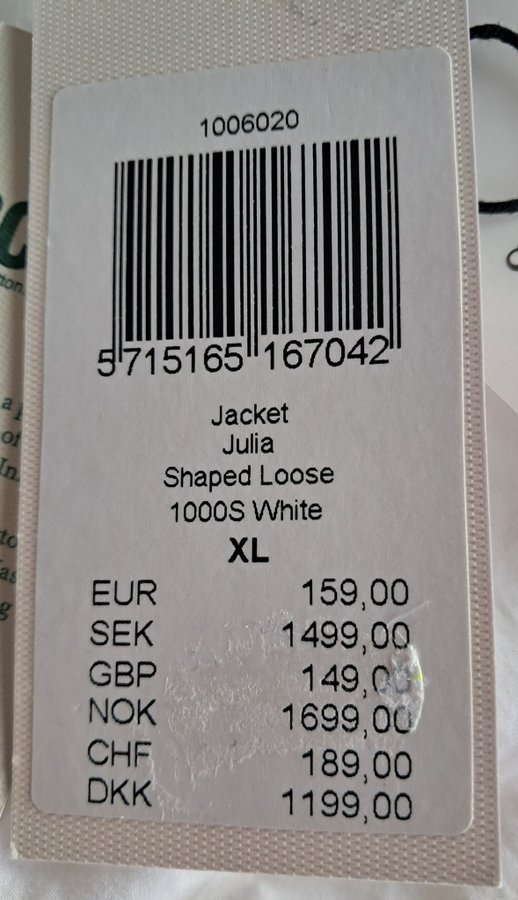 1006020
5 715165 167042
Jacket
Julia
Shaped Loose
1000S White
XL
EUR 159,00
SEK 1499,00
GBP 149,00
NOK 1699,00
CHF 189,00
DKK 1199,00